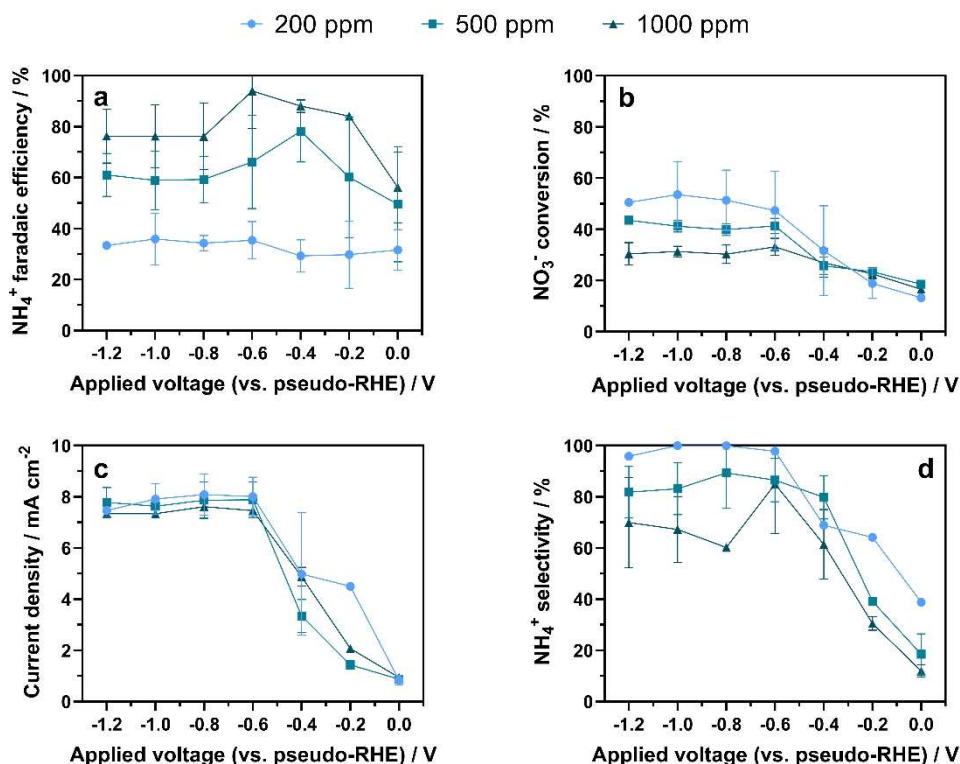 200 ppm 500 ppm 1000 ppm
a
NH₄⁺ faradaic efficiency / %
100
80
60
40
20
0
-1.2 -1.0 -0.8 -0.6 -0.4 -0.2 0.0
Applied voltage (vs. pseudo-RHE) / V
b
NO₃⁻ conversion / %
100
80
60
40
20
0
-1.2 -1.0 -0.8 -0.6 -0.4 -0.2 0.0
Applied voltage (vs. pseudo-RHE) / V
c
Current density / mA cm⁻²
10
8
6
4
2
0
-1.2 -1.0 -0.8 -0.6 -0.4 -0.2 0.0
Applied voltage (vs. pseudo-RHE) / V
d
NH₄⁺ selectivity / %
100
80
60
40
20
0
-1.2 -1.0 -0.8 -0.6 -0.4 -0.2 0.0
Applied voltage (vs. pseudo-RHE) / V